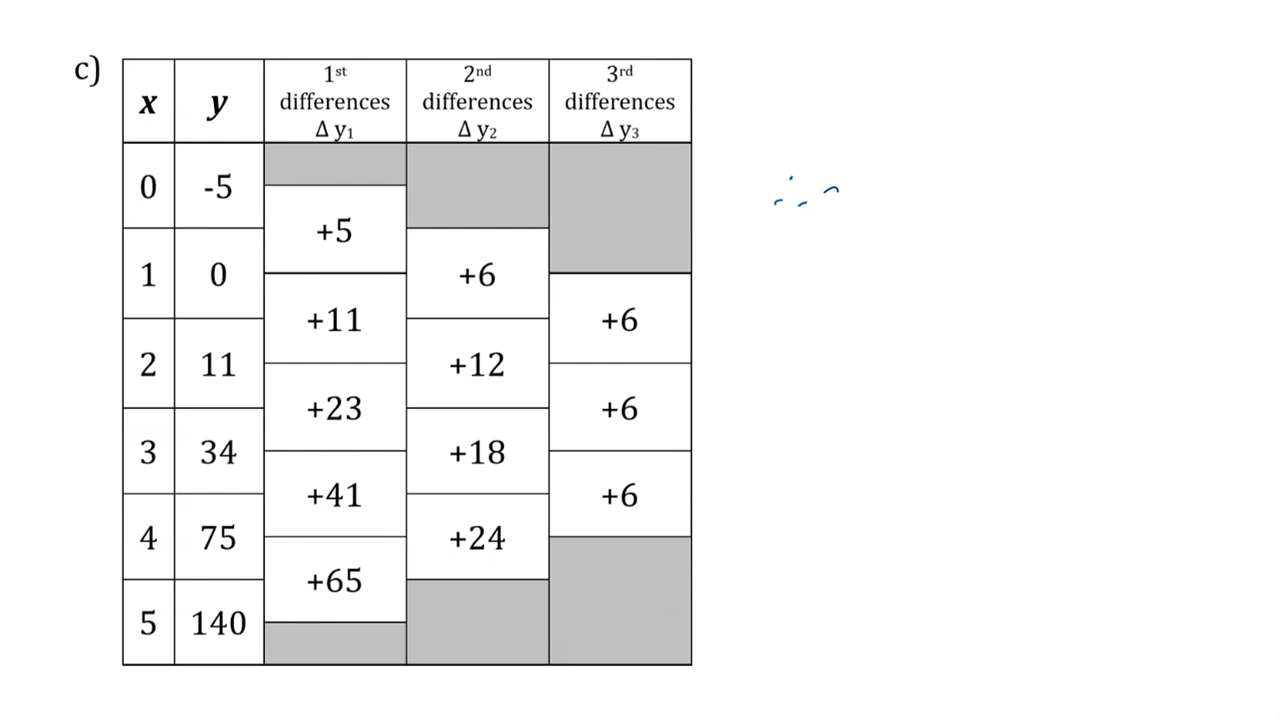 c)
x y 1st differences Δ y1 2nd differences Δ y2 3rd differences Δ y3
0 -5
+5
1 0 +6
+11 +6
2 11 +12
+23 +6
3 34 +18
+41 +6
4 75 +24
+65
5 140